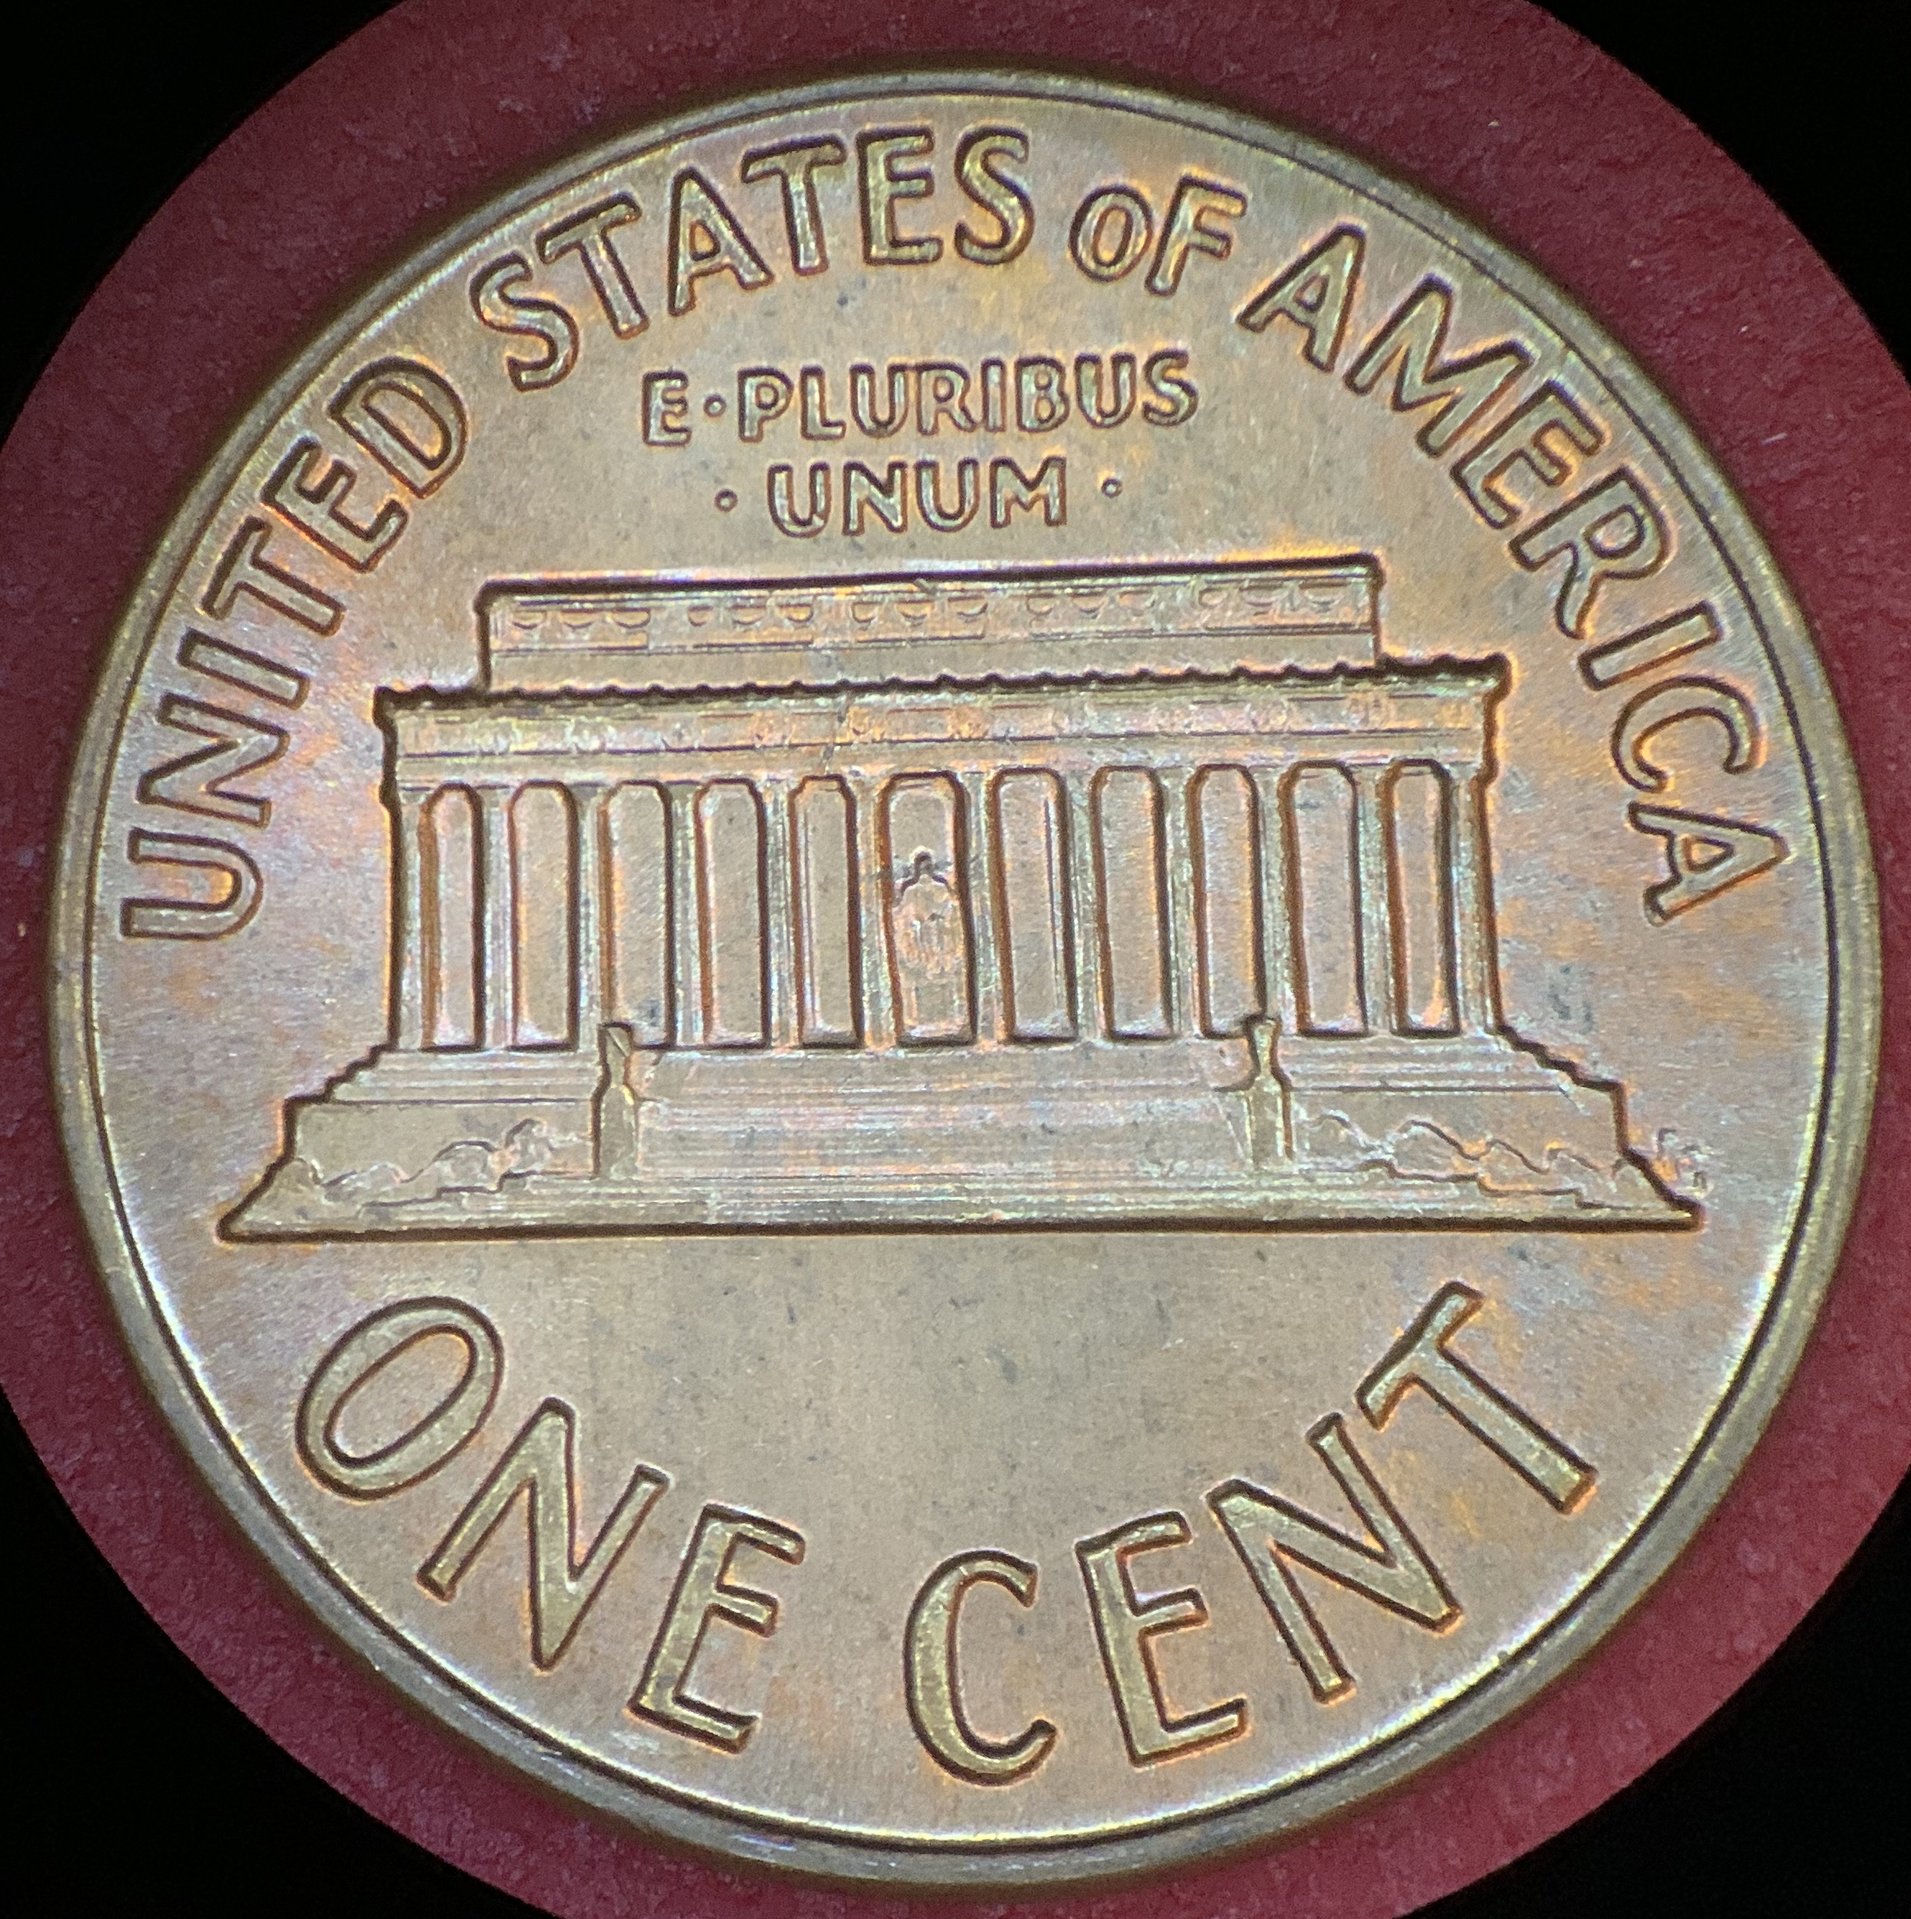 UNITED STATES OF AMERICA
E·PLURIBUS
·UNUM·
ONE CENT